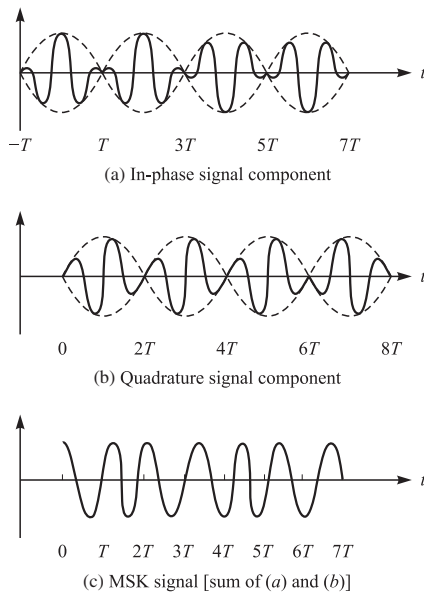 t
−T T 3T 5T 7T
(a) In-phase signal component
t
0 2T 4T 6T 8T
(b) Quadrature signal component
t
0 T 2T 3T 4T 5T 6T 7T
(c) MSK signal [sum of (a) and (b)]